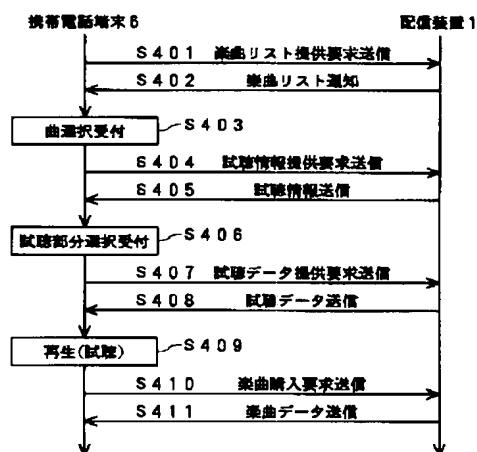 携帯電話端末6
配信装置1
S401 楽曲リスト提供要求送信
S402 楽曲リスト通知
曲選択受付
S403
S404 試聴情報提供要求送信
S405 試聴情報送信
試聴部分選択受付
S406
S407 試聴データ提供要求送信
S408 試聴データ送信
再生(試聴)
S409
S410 楽曲購入要求送信
S411 楽曲データ送信